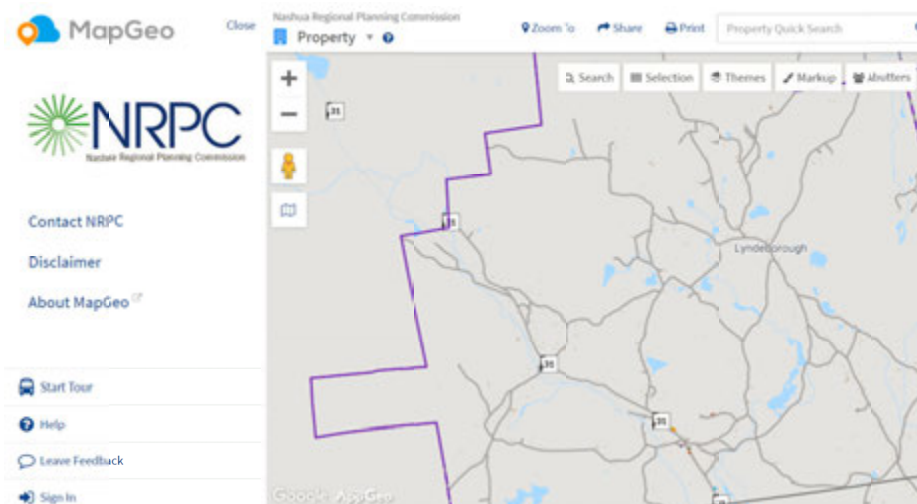 MapGeo
Close
NRPC
Nashua Regional Planning Commission
Contact NRPC
Disclaimer
About MapGeo
Start Tour
Help
Leave Feedback
Sign In
Nashua Regional Planning Commission
Property
Zoom To
Share
Print
Property Quick Search
Search
Selection
Themes
Markup
Abutters
31
31
Lyndeborough
31
31
31
Google AppGeo